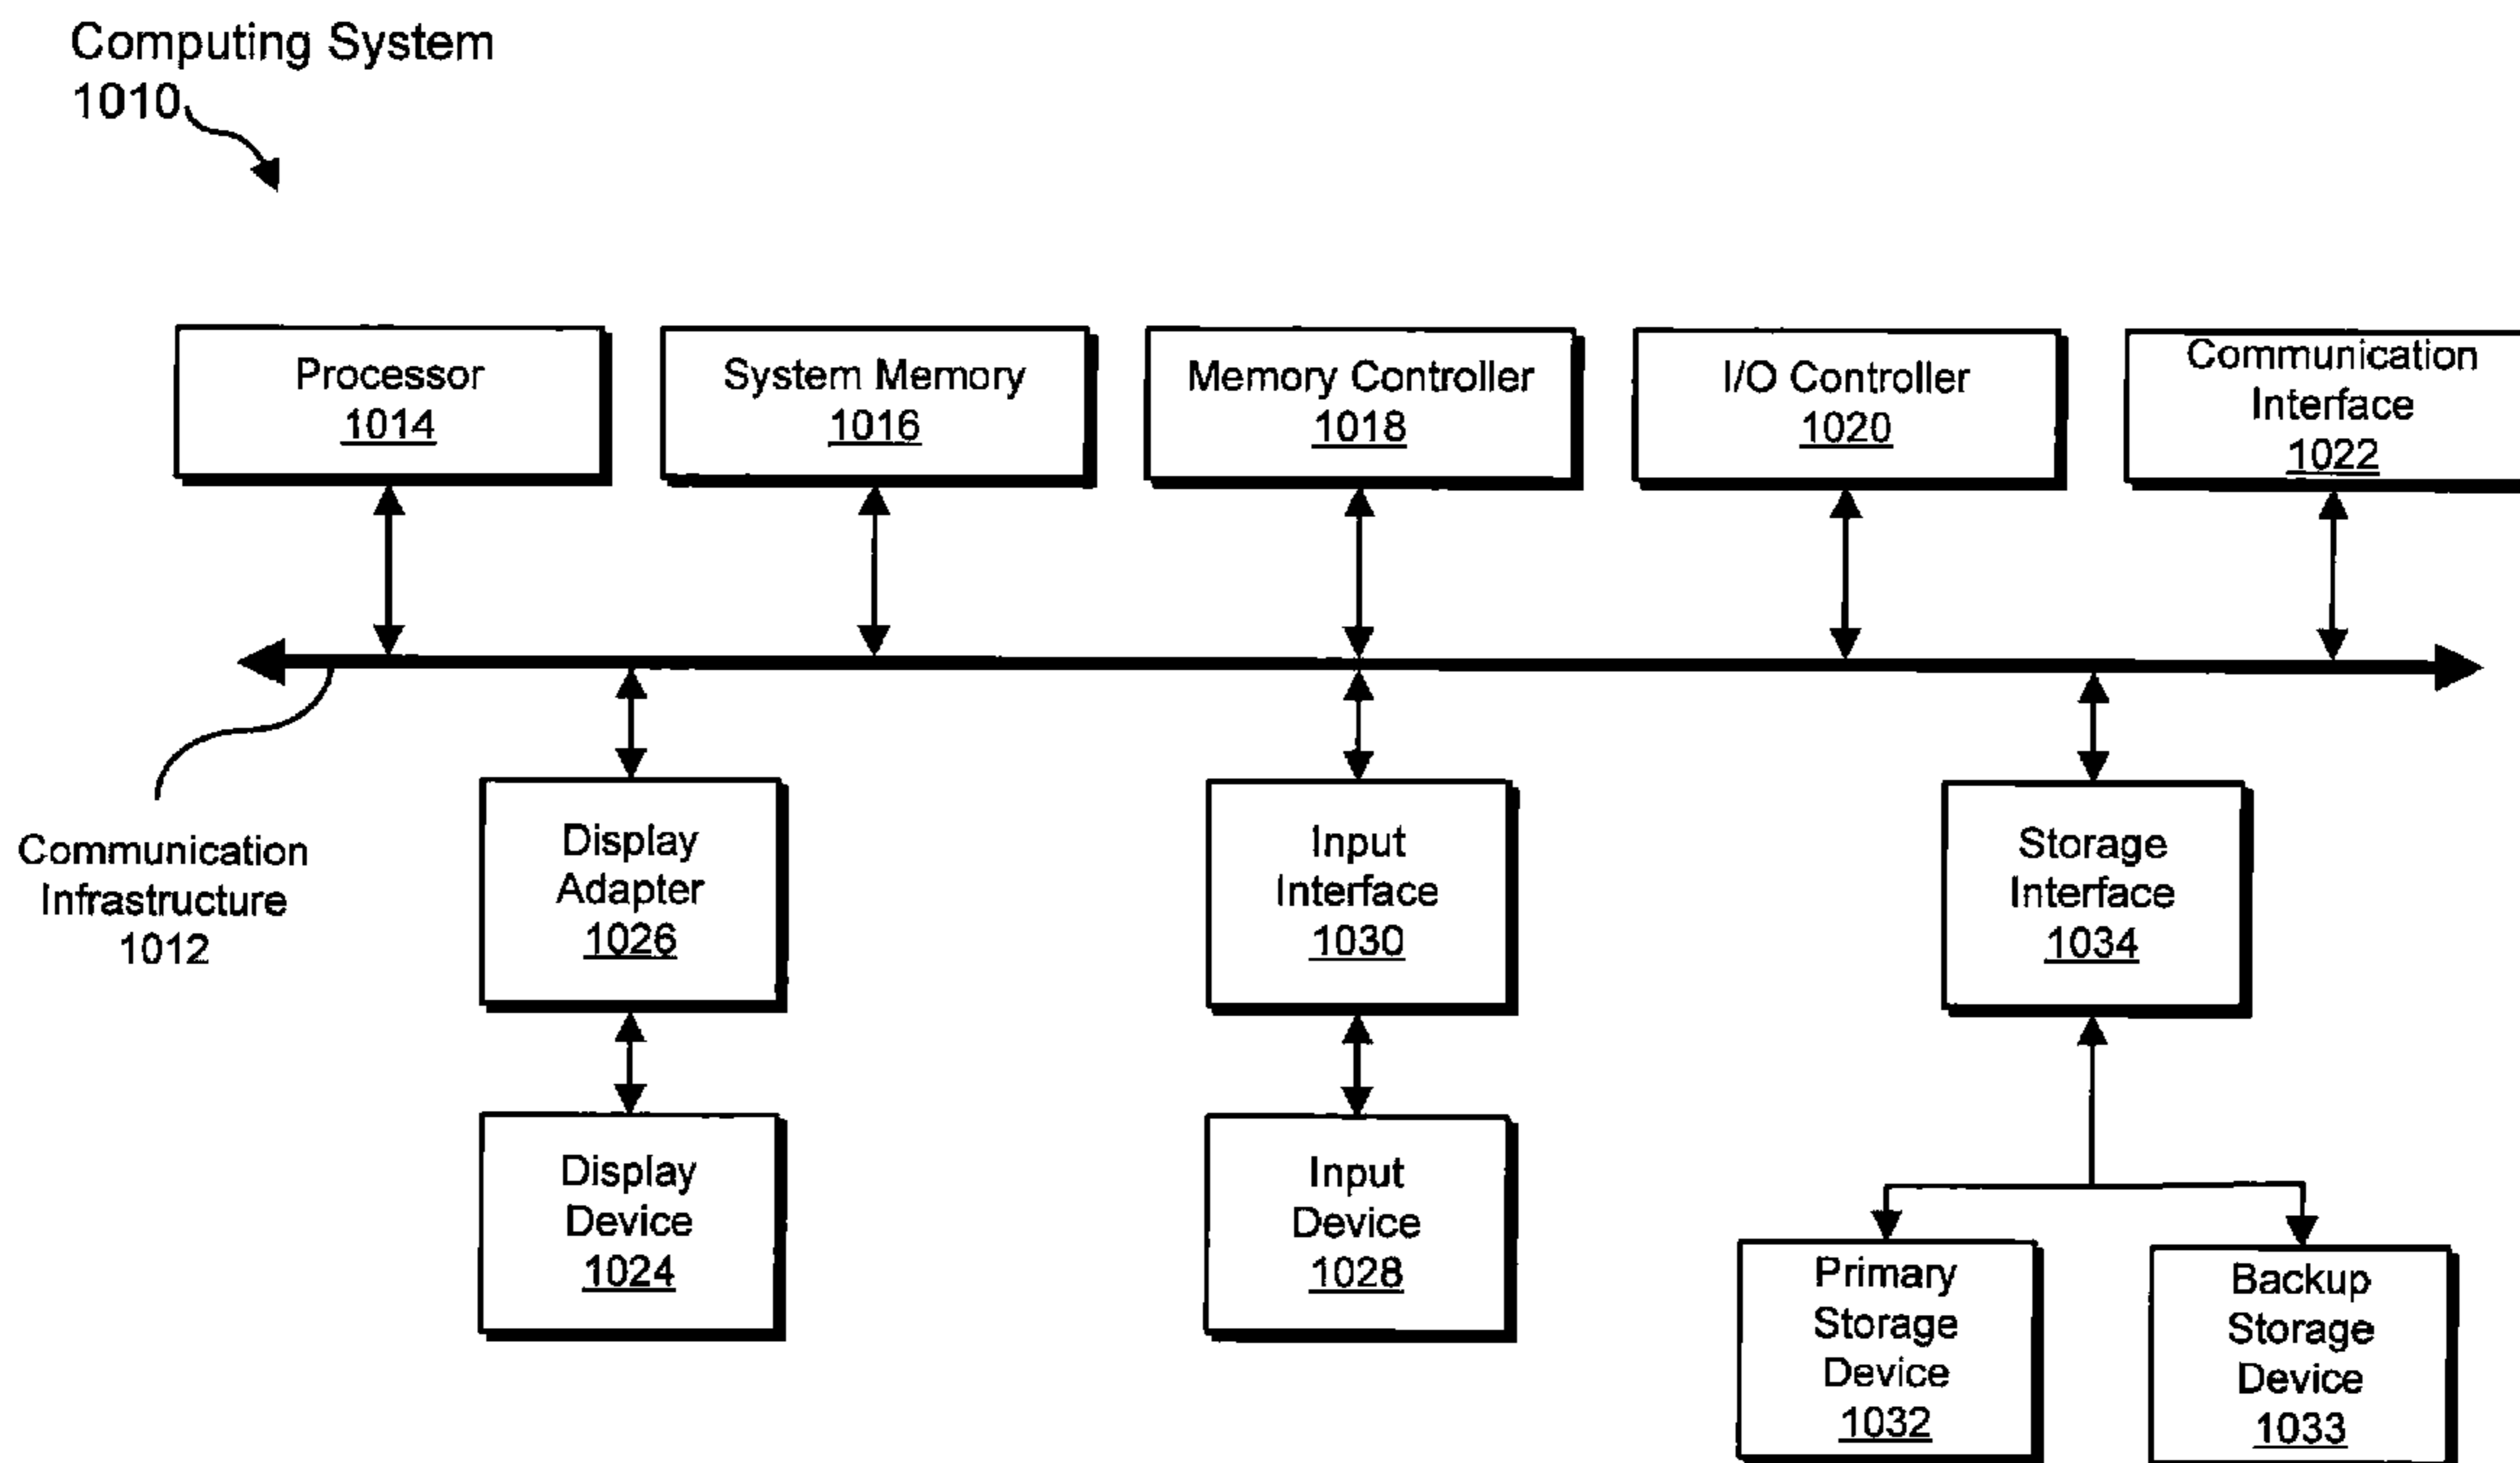 Computing System
1010
Processor
1014
System Memory
1016
Memory Controller
1018
I/O Controller
1020
Communication
Interface
1022
Communication
Infrastructure
1012
Display
Adapter
1026
Input
Interface
1030
Storage
Interface
1034
Display
Device
1024
Input
Device
1028
Primary
Storage
Device
1032
Backup
Storage
Device
1033